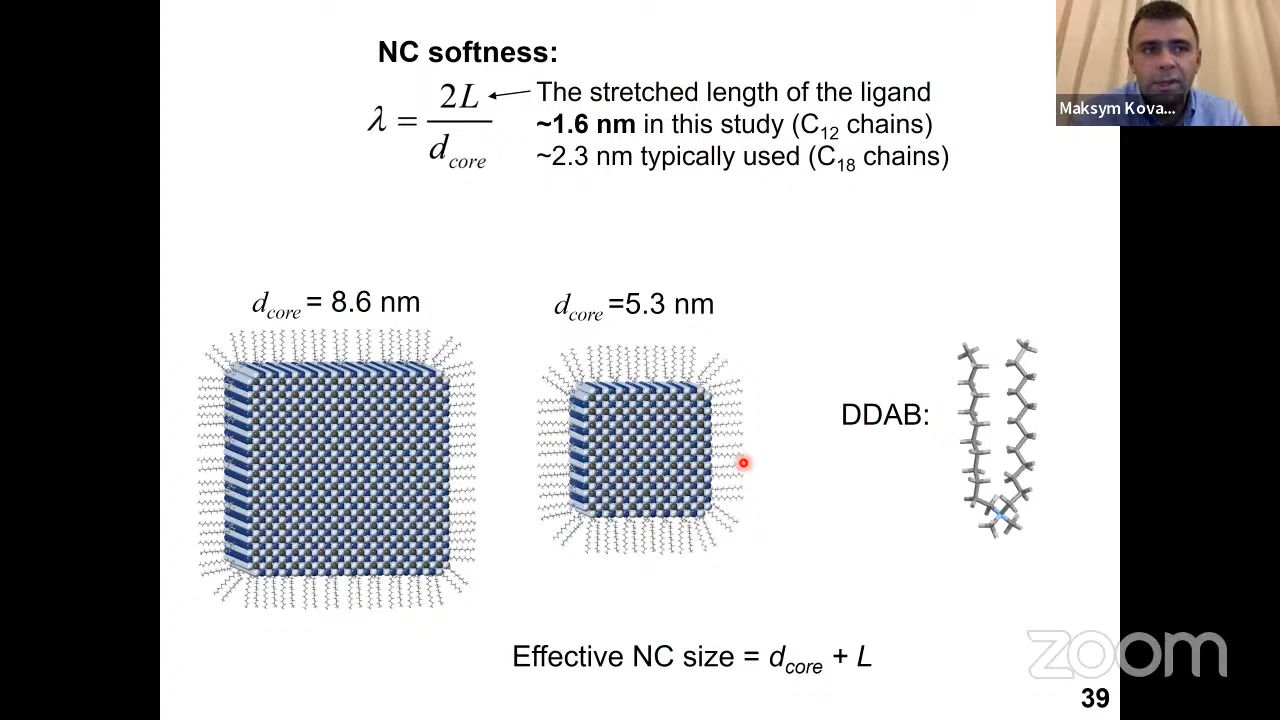 NC softness:
λ = 2L / d_core
The stretched length of the ligand
~1.6 nm in this study (C12 chains)
~2.3 nm typically used (C18 chains)
Maksym Kova...
d_core = 8.6 nm
d_core =5.3 nm
DDAB:
Effective NC size = d_core + L
zoom
39